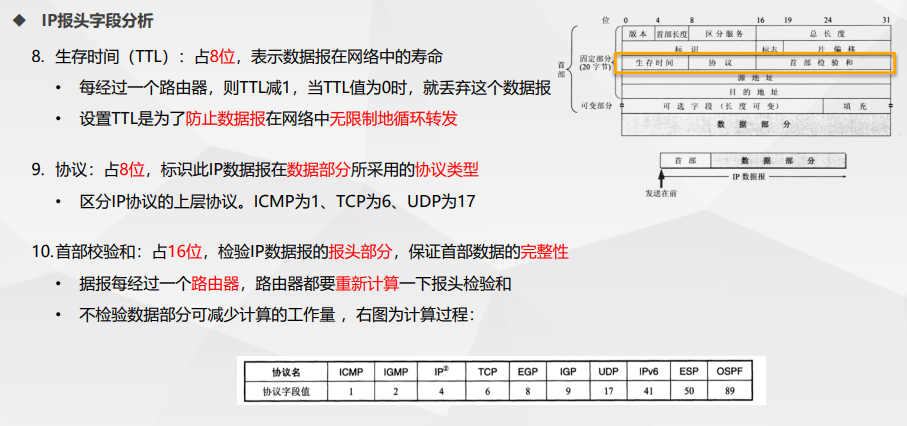 ◆ IP报头字段分析
8. 生存时间（TTL）：占8位，表示数据报在网络中的寿命
• 每经过一个路由器，则TTL减1，当TTL值为0时，就丢弃这个数据报
• 设置TTL是为了防止数据报在网络中无限制地循环转发
9. 协议：占8位，标识此IP数据报在数据部分所采用的协议类型
• 区分IP协议的上层协议。ICMP为1、TCP为6、UDP为17
10.首部校验和：占16位，检验IP数据报的报头部分，保证首部数据的完整性
• 据报每经过一个路由器，路由器都要重新计算一下报头检验和
• 不检验数据部分可减少计算的工作量 ，右图为计算过程：
位 0 4 8 16 19 24 31
版本 首部长度 区分服务 总长度
标识 标志 片偏移
生存时间 协议 首部检验和
源地址
目的地址
可选字段（长度可变） 填充
数据部分
首部
固定部分
(20字节)
可变部分
首部 数据部分
IP 数据报
发送在前
协议名 ICMP IGMP IP② TCP EGP IGP UDP IPv6 ESP OSPF
协议字段值 1 2 4 6 8 9 17 41 50 89